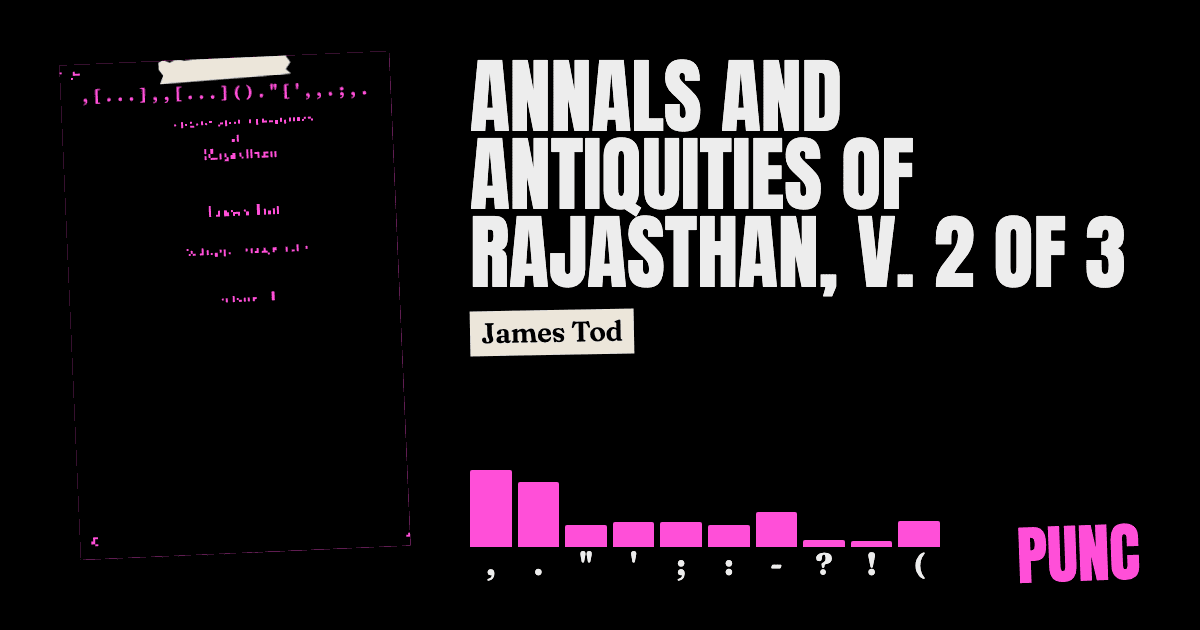 ,[...],,[...]()."[',,.;,.
ANNALS AND
ANTIQUITIES OF
RAJASTHAN, V. 2 OF 3
James Tod
, . " ' ; : - ? ! (
PUNC